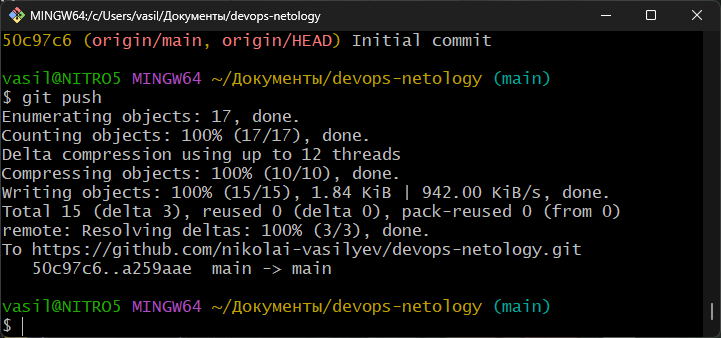 MINGW64:/c/Users/vasil/Документы/devops-netology
50c97c6 (origin/main, origin/HEAD) Initial commit
vasil@NITRO5 MINGW64 ~/Документы/devops-netology (main)
$ git push
Enumerating objects: 17, done.
Counting objects: 100% (17/17), done.
Delta compression using up to 12 threads
Compressing objects: 100% (10/10), done.
Writing objects: 100% (15/15), 1.84 KiB | 942.00 KiB/s, done.
Total 15 (delta 3), reused 0 (delta 0), pack-reused 0 (from 0)
remote: Resolving deltas: 100% (3/3), done.
To https://github.com/nikolai-vasilyev/devops-netology.git
   50c97c6..a259aae  main -> main
vasil@NITRO5 MINGW64 ~/Документы/devops-netology (main)
$